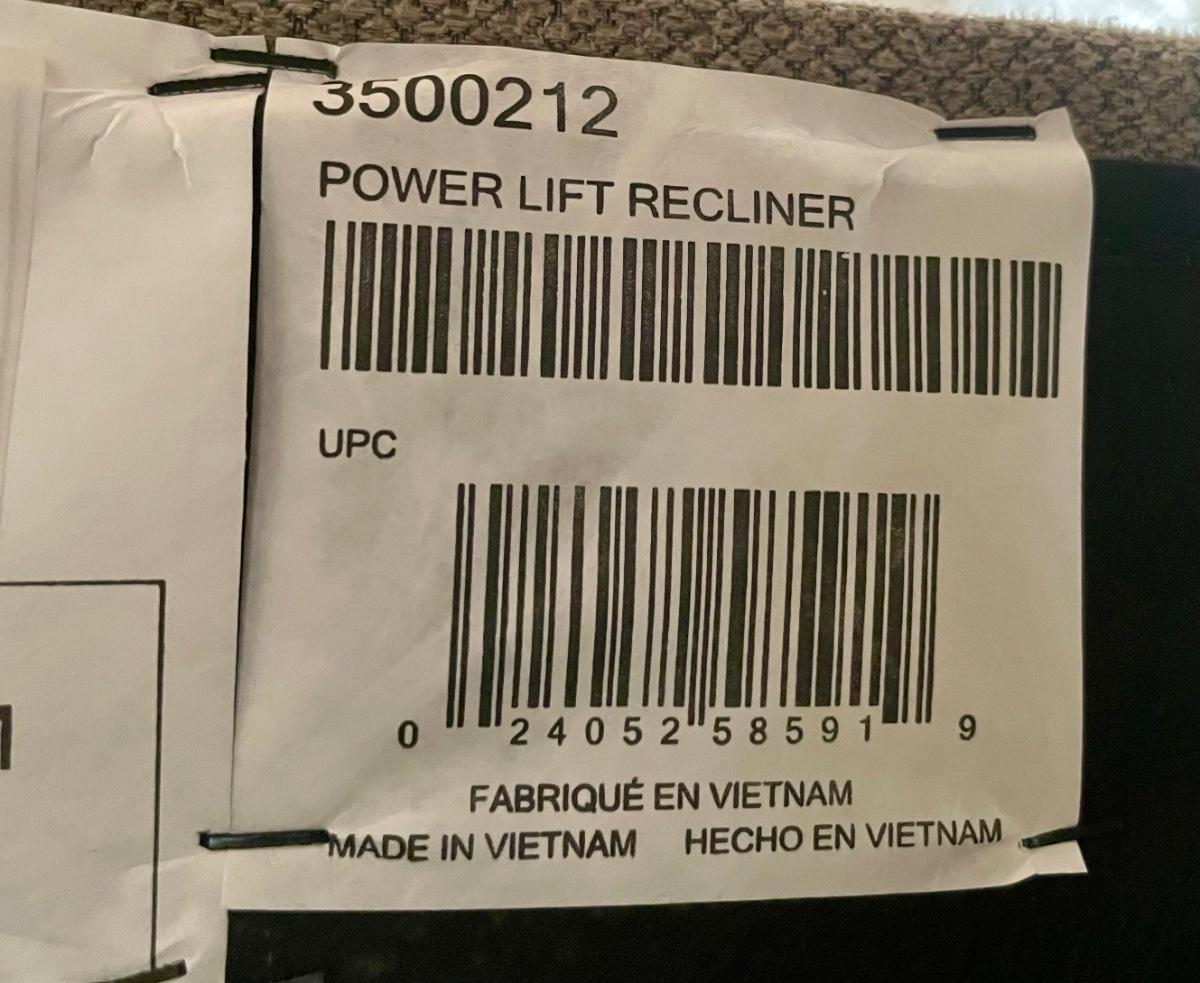 3500212
POWER LIFT RECLINER
UPC
0 24052 58591 9
FABRIQUÉ EN VIETNAM
MADE IN VIETNAM HECHO EN VIETNAM